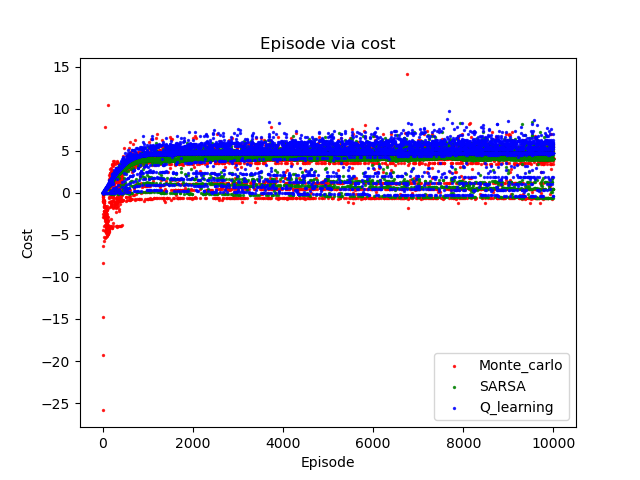 Episode via cost
15
10
5
0
−5
−10
−15
−20
−25
Cost
0 2000 4000 6000 8000 10000
Episode
Monte_carlo
SARSA
Q_learning